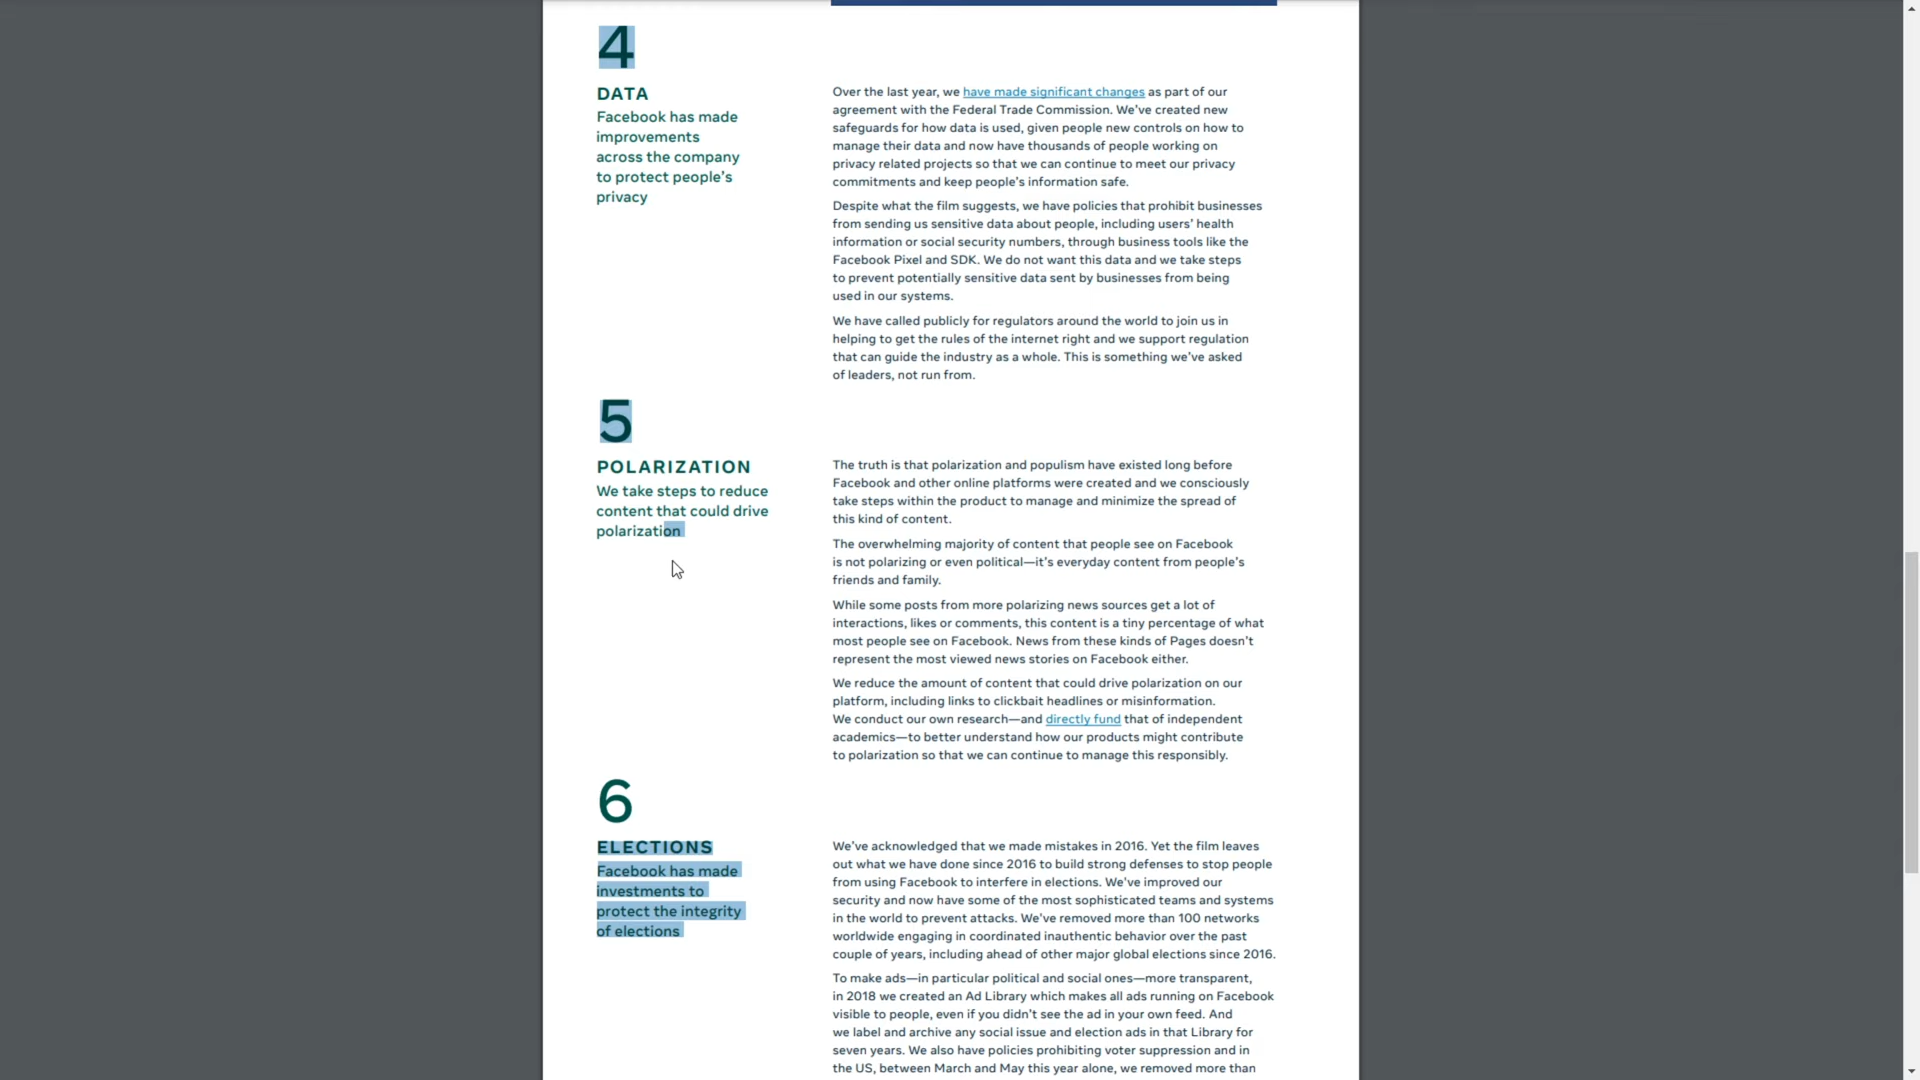 4
DATA
Facebook has made
improvements
across the company
to protect people's
privacy
Over the last year, we have made significant changes as part of our
agreement with the Federal Trade Commission. We've created new
safeguards for how data is used, given people new controls on how to
manage their data and now have thousands of people working on
privacy related projects so that we can continue to meet our privacy
commitments and keep people's information safe.
Despite what the film suggests, we have policies that prohibit businesses
from sending us sensitive data about people, including users' health
information or social security numbers, through business tools like the
Facebook Pixel and SDK. We do not want this data and we take steps
to prevent potentially sensitive data sent by businesses from being
used in our systems.
We have called publicly for regulators around the world to join us in
helping to get the rules of the internet right and we support regulation
that can guide the industry as a whole. This is something we've asked
of leaders, not run from.
5
POLARIZATION
We take steps to reduce
content that could drive
polarization
The truth is that polarization and populism have existed long before
Facebook and other online platforms were created and we consciously
take steps within the product to manage and minimize the spread of
this kind of content.
The overwhelming majority of content that people see on Facebook
is not polarizing or even political—it's everyday content from people's
friends and family.
While some posts from more polarizing news sources get a lot of
interactions, likes or comments, this content is a tiny percentage of what
most people see on Facebook. News from these kinds of Pages doesn't
represent the most viewed news stories on Facebook either.
We reduce the amount of content that could drive polarization on our
platform, including links to clickbait headlines or misinformation.
We conduct our own research—and directly fund that of independent
academics—to better understand how our products might contribute
to polarization so that we can continue to manage this responsibly.
6
ELECTIONS
Facebook has made
investments to
protect the integrity
of elections
We've acknowledged that we made mistakes in 2016. Yet the film leaves
out what we have done since 2016 to build strong defenses to stop people
from using Facebook to interfere in elections. We've improved our
security and now have some of the most sophisticated teams and systems
in the world to prevent attacks. We've removed more than 100 networks
worldwide engaging in coordinated inauthentic behavior over the past
couple of years, including ahead of other major global elections since 2016.
To make ads—in particular political and social ones—more transparent,
in 2018 we created an Ad Library which makes all ads running on Facebook
visible to people, even if you didn't see the ad in your own feed. And
we label and archive any social issue and election ads in that Library for
seven years. We also have policies prohibiting voter suppression and in
the US, between March and May this year alone, we removed more than